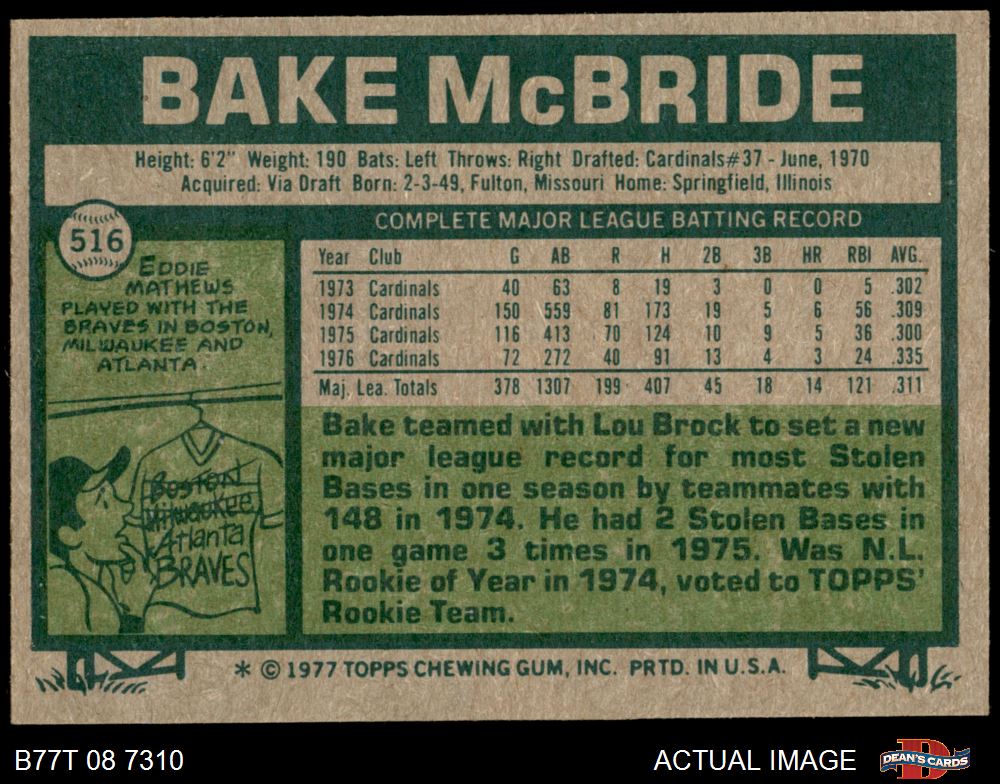 BAKE McBRIDE
Height: 6'2" Weight: 190 Bats: Left Throws: Right Drafted: Cardinals#37 - June, 1970
Acquired: Via Draft Born: 2-3-49, Fulton, Missouri Home: Springfield, Illinois
516
EDDIE
MATHEWS
PLAYED WITH THE
BRAVES IN BOSTON,
MILWAUKEE AND
ATLANTA.
Boston
Milwaukee
Atlanta
BRAVES
COMPLETE MAJOR LEAGUE BATTING RECORD
Year Club G AB R H 2B 3B HR RBI AVG.
1973 Cardinals 40 63 8 19 3 0 0 5 .302
1974 Cardinals 150 559 81 173 19 5 6 56 .309
1975 Cardinals 116 413 70 124 10 9 5 36 .300
1976 Cardinals 72 272 40 91 13 4 3 24 .335
Maj. Lea. Totals 378 1307 199 407 45 18 14 121 .311
Bake teamed with Lou Brock to set a new
major league record for most Stolen
Bases in one season by teammates with
148 in 1974. He had 2 Stolen Bases in
one game 3 times in 1975. Was N.L.
Rookie of Year in 1974, voted to TOPPS'
Rookie Team.
* © 1977 TOPPS CHEWING GUM, INC. PRTD. IN U.S.A.
B77T 08 7310
ACTUAL IMAGE
DEAN'S CARDS